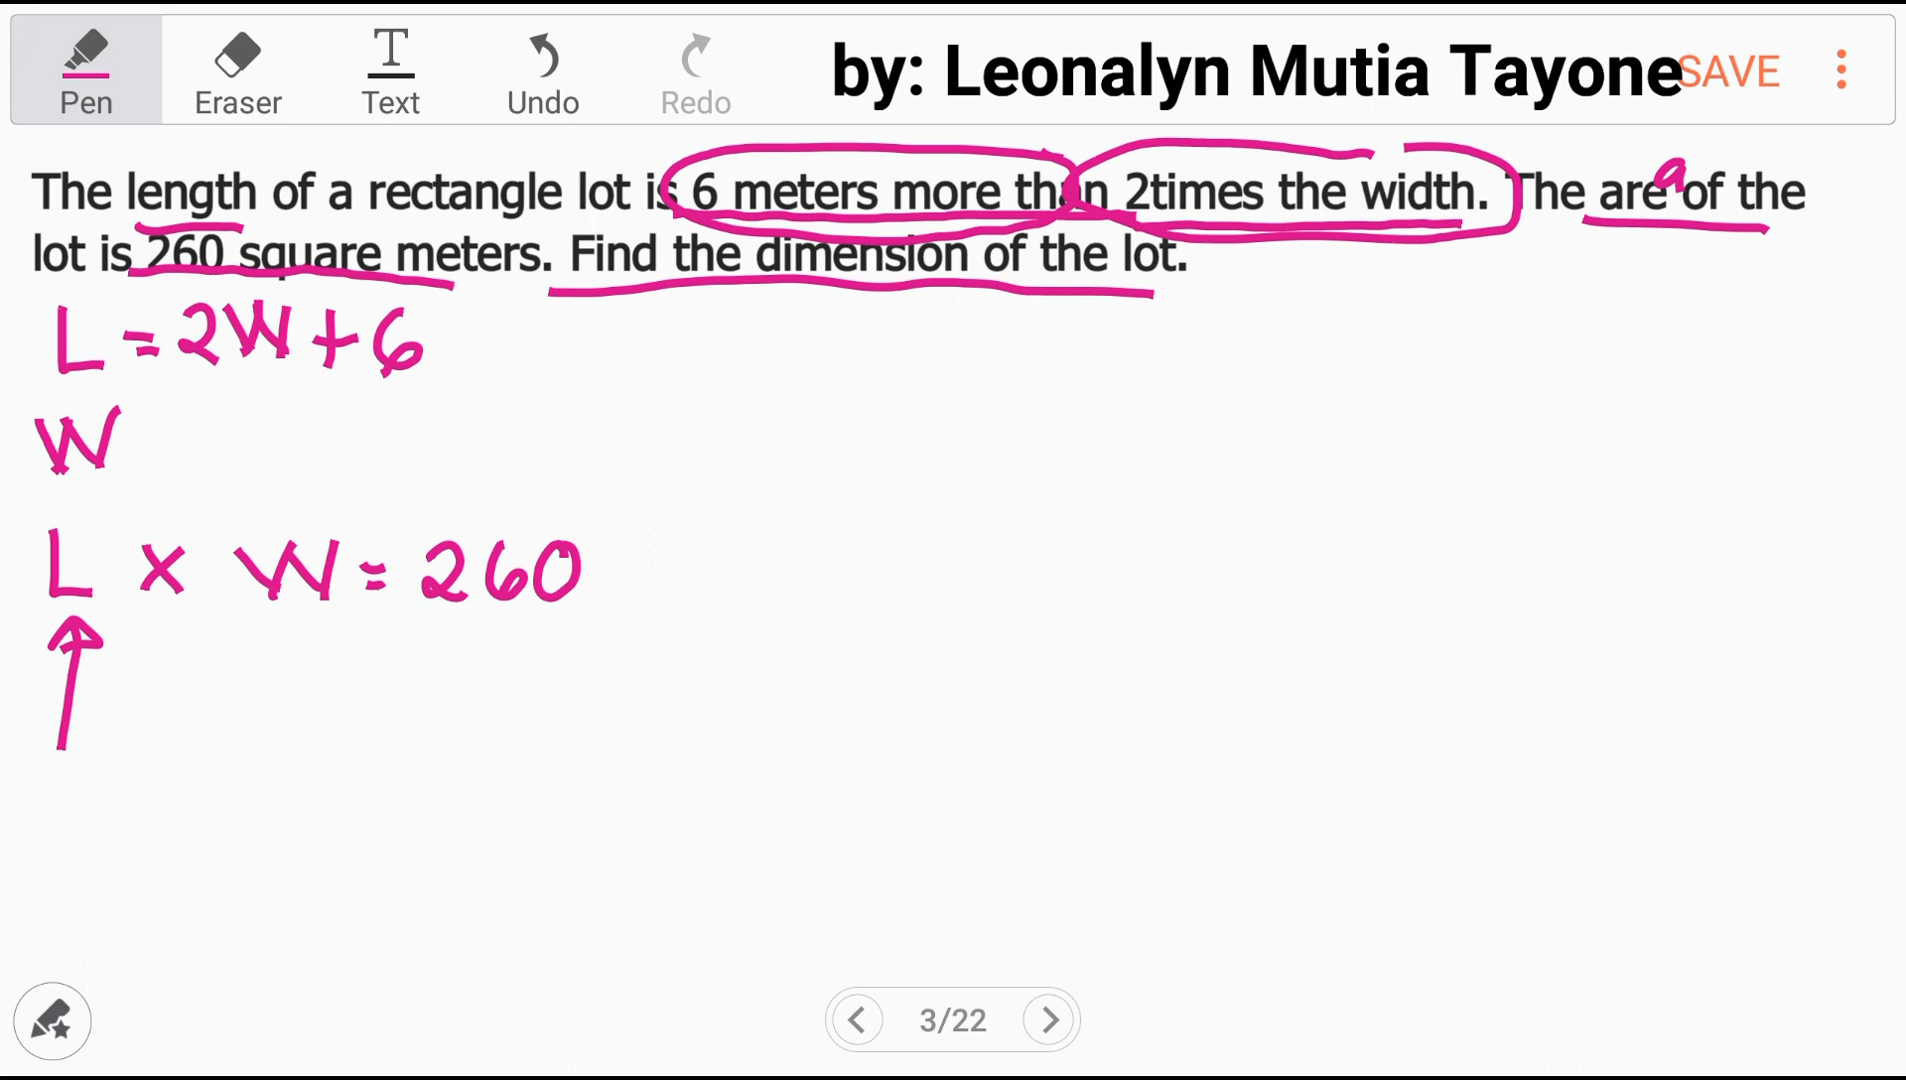 Pen Eraser Text Undo Redo by: Leonalyn Mutia Tayone SAVE
The length of a rectangle lot is 6 meters more than 2times the width. The area of the
lot is 260 square meters. Find the dimension of the lot.
L = 2W + 6
W
L × W = 260
3/22